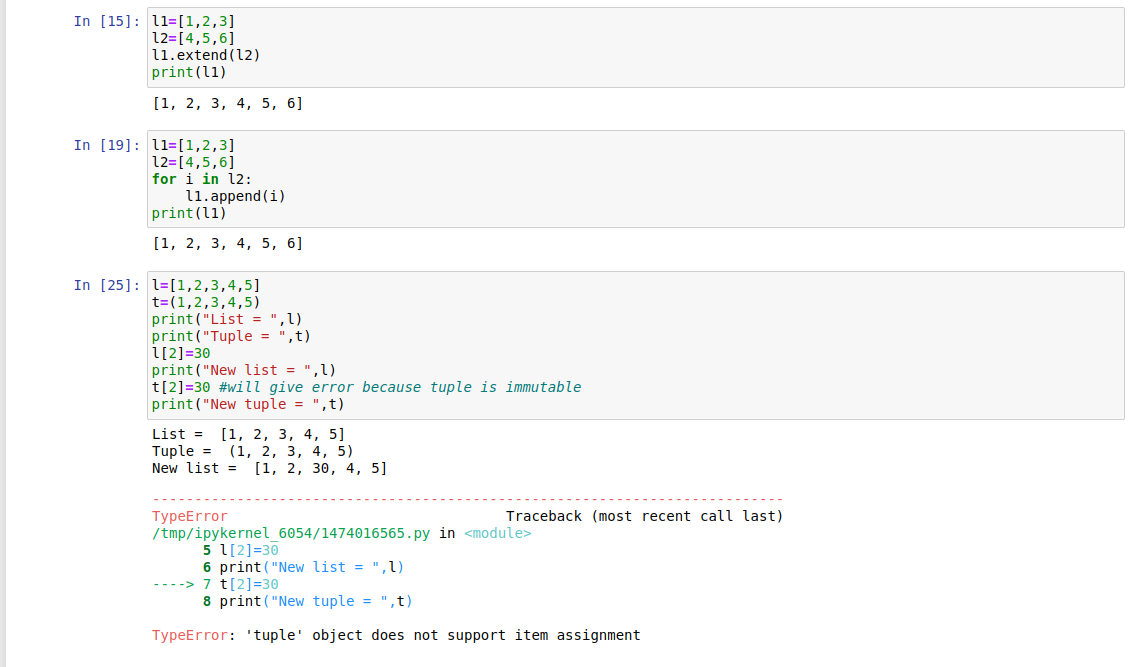 In [15]: l1=[1,2,3]
l2=[4,5,6]
l1.extend(l2)
print(l1)
[1, 2, 3, 4, 5, 6]
In [19]: l1=[1,2,3]
l2=[4,5,6]
for i in l2:
    l1.append(i)
print(l1)
[1, 2, 3, 4, 5, 6]
In [25]: l=[1,2,3,4,5]
t=(1,2,3,4,5)
print("List = ",l)
print("Tuple = ",t)
l[2]=30
print("New list = ",l)
t[2]=30 #will give error because tuple is immutable
print("New tuple = ",t)
List =  [1, 2, 3, 4, 5]
Tuple =  (1, 2, 3, 4, 5)
New list =  [1, 2, 30, 4, 5]
---------------------------------------------------------------------------
TypeError                                 Traceback (most recent call last)
/tmp/ipykernel_6054/1474016565.py in <module>
      5 l[2]=30
      6 print("New list = ",l)
----> 7 t[2]=30
      8 print("New tuple = ",t)
TypeError: 'tuple' object does not support item assignment